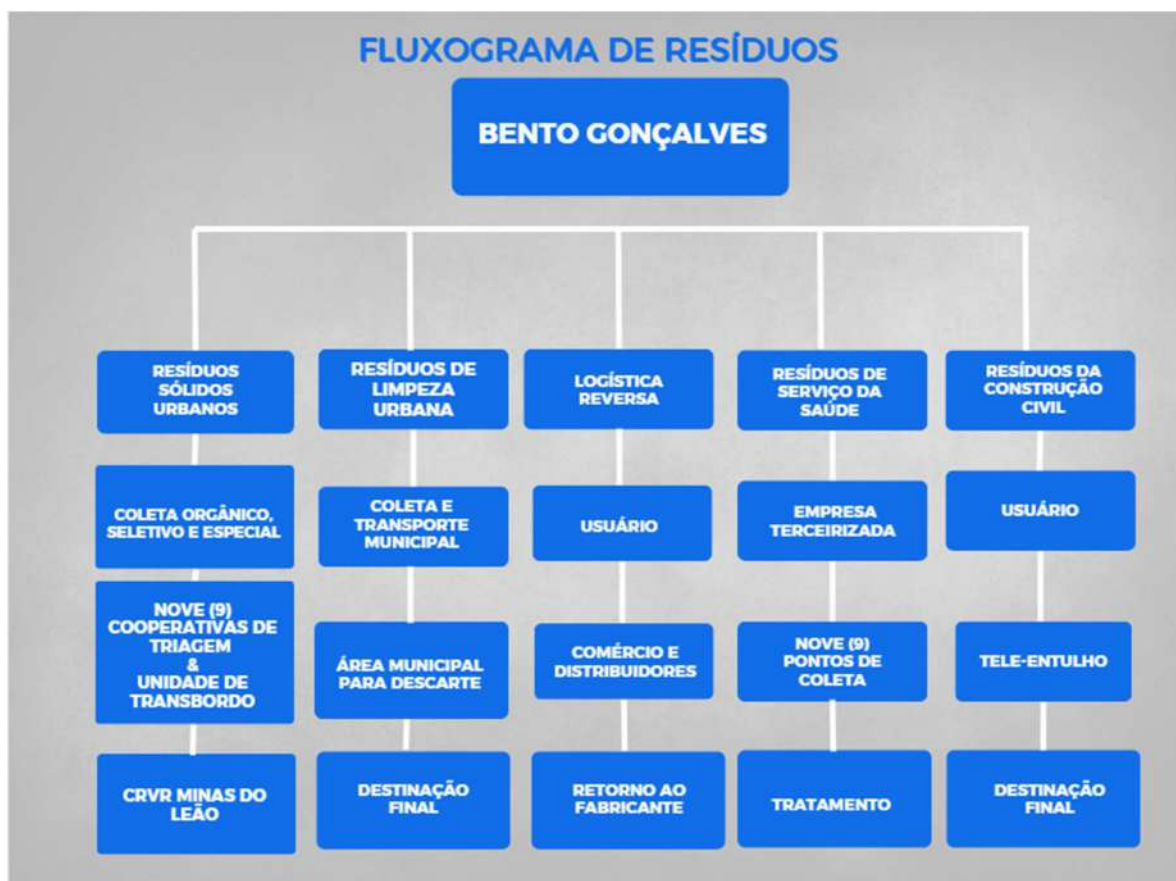 FLUXOGRAMA DE RESÍDUOS
BENTO GONÇALVES
RESÍDUOS
SÓLIDOS
URBANOS
RESÍDUOS DE
LIMPEZA
URBANA
LOGÍSTICA
REVERSA
RESÍDUOS DE
SERVIÇO DA
SAÚDE
RESÍDUOS DA
CONSTRUÇÃO
CIVIL
COLETA ORGÂNICO,
SELETIVO E ESPECIAL
COLETA E
TRANSPORTE
MUNICIPAL
USUÁRIO
EMPRESA
TERCEIRIZADA
USUÁRIO
NOVE (9)
COOPERATIVAS DE
TRIAGEM
&
UNIDADE DE
TRANSBORDO
ÁREA MUNICIPAL
PARA DESCARTE
COMÉRCIO E
DISTRIBUIDORES
NOVE (9)
PONTOS DE
COLETA
TELE-ENTULHO
CRVR MINAS DO
LEÃO
DESTINAÇÃO
FINAL
RETORNO AO
FABRICANTE
TRATAMENTO
DESTINAÇÃO
FINAL